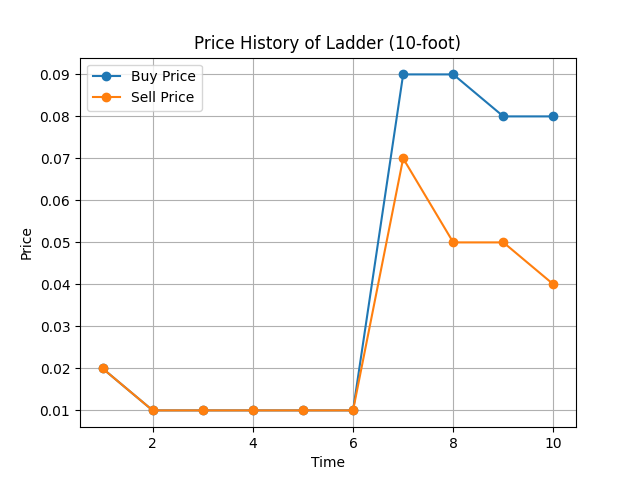 Price History of Ladder (10-foot)
Buy Price
Sell Price
0.09
0.08
0.07
0.06
0.05
0.04
0.03
0.02
0.01
Price
2 4 6 8 10
Time